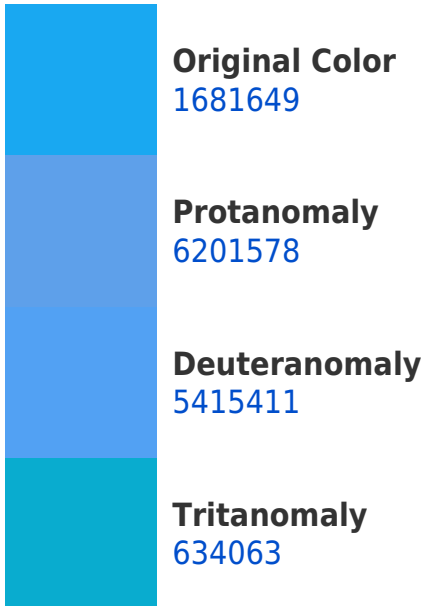 Original Color
1681649
Protanomaly
6201578
Deuteranomaly
5415411
Tritanomaly
634063